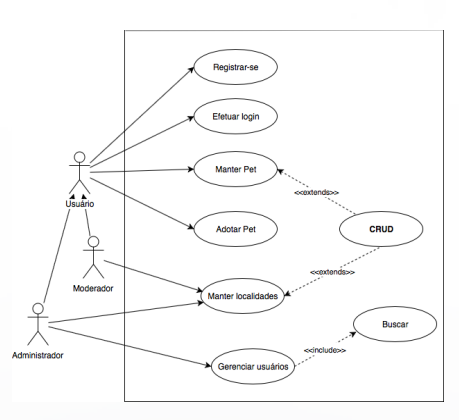 Registrar-se
Efetuar login
Manter Pet
<<extends>>
Usuário
Adotar Pet
CRUD
<<extends>>
Moderador
Manter localidades
Buscar
Administrador
<<include>>
Gerenciar usuários